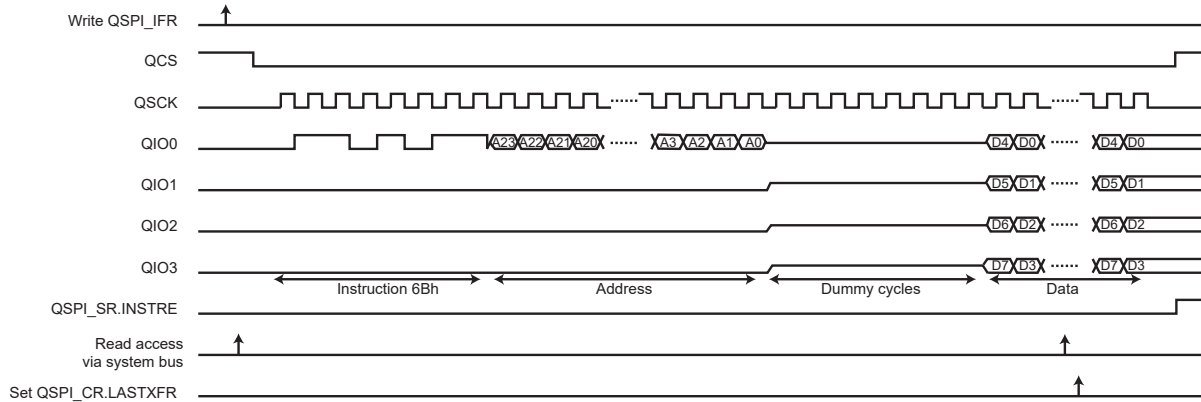 Write QSPI_IFR
QCS
QSCK
QIO0
A23 A22 A21 A20 ...... A3 A2 A1 A0 D4 D0 ...... D4 D0
QIO1
D5 D1 ...... D5 D1
QIO2
D6 D2 ...... D6 D2
QIO3
D7 D3 ...... D7 D3
Instruction 6Bh Address Dummy cycles Data
QSPI_SR.INSTRE
Read access
via system bus
Set QSPI_CR.LASTXFR